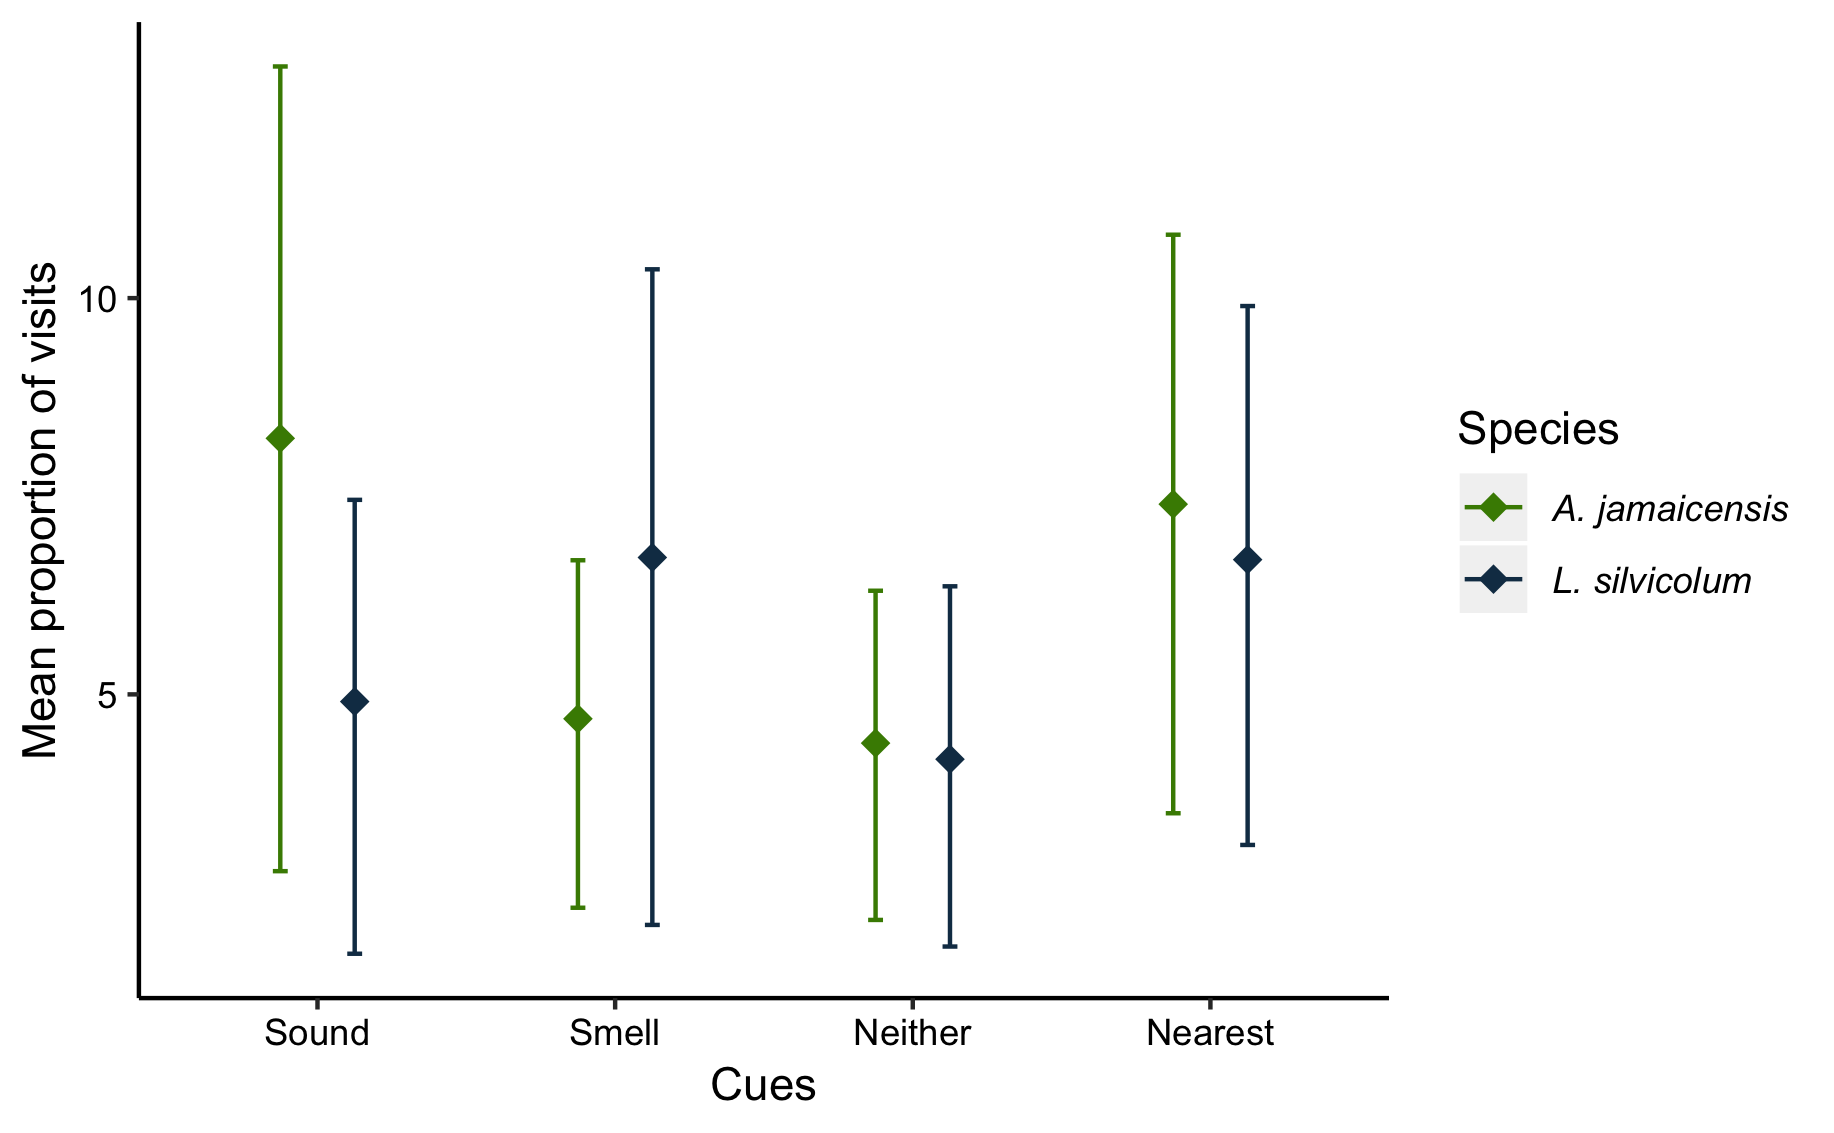 Mean proportion of visits
10
5
Sound Smell Neither Nearest
Cues
Species
A. jamaicensis
L. silvicolum